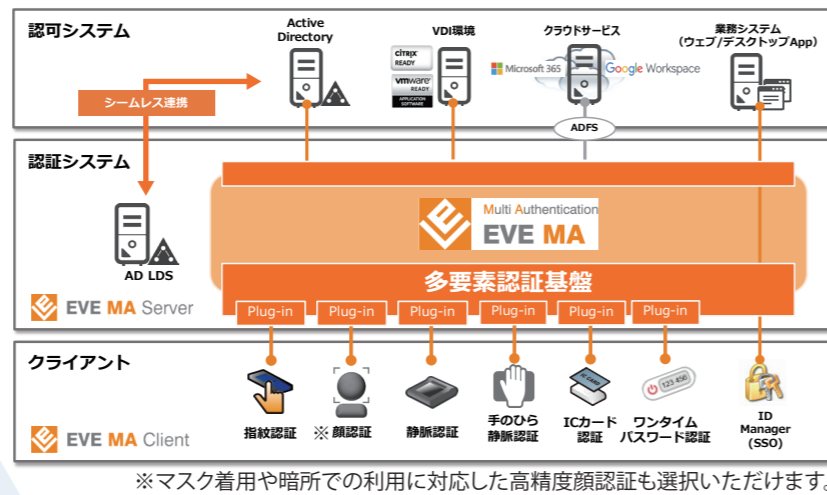 認可システム
Active
Directory
VDI環境
クラウドサービス
業務システム
(ウェブ/デスクトップApp)
citrix
READY
vmware
READY
APPLICATION
SOFTWARE
Microsoft 365
Google Workspace
シームレス連携
ADFS
認証システム
Multi Authentication
EVE MA
AD LDS
多要素認証基盤
EVE MA Server
Plug-in
Plug-in
Plug-in
Plug-in
Plug-in
Plug-in
クライアント
IC CARD
123 456
指紋認証
※顔認証
静脈認証
手のひら
静脈認証
ICカード
認証
ワンタイム
パスワード認証
ID
Manager
(SSO)
EVE MA Client
※マスク着用や暗所での利用に対応した高精度顔認証も選択いただけます。